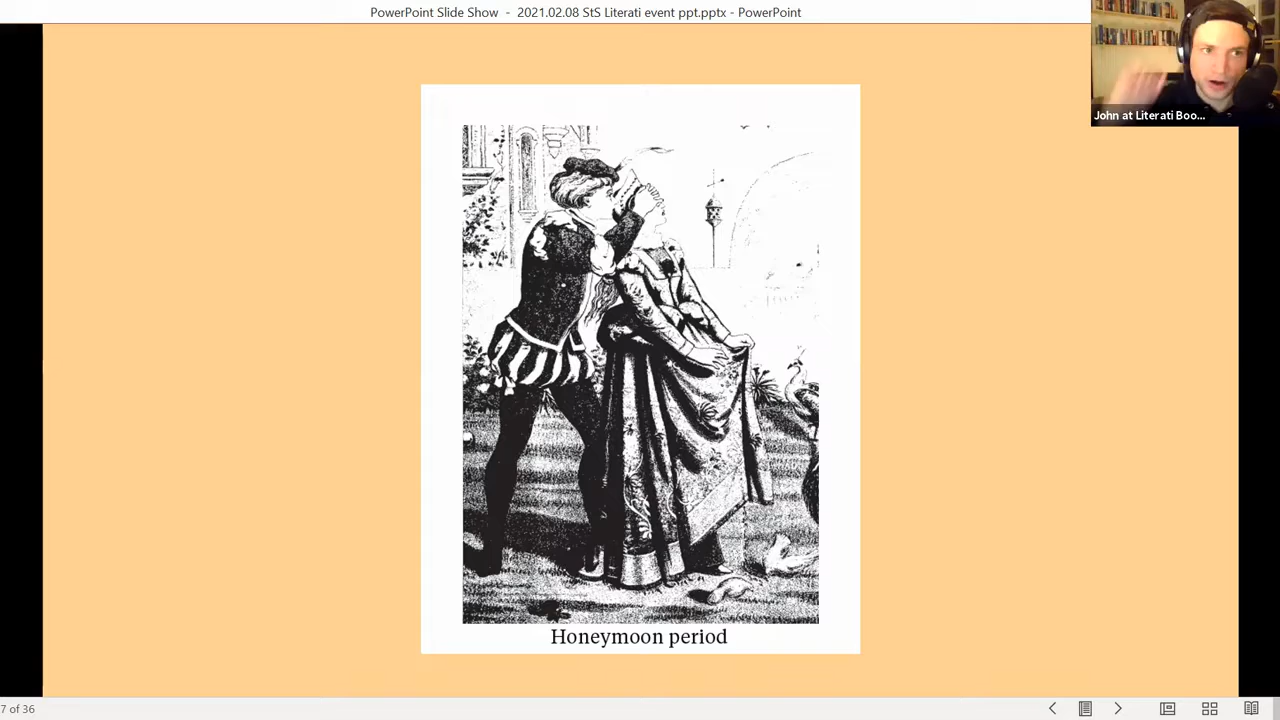 PowerPoint Slide Show - 2021.02.08 StS Literati event ppt.pptx - PowerPoint
John at Literati Boo...
Honeymoon period
7 of 36